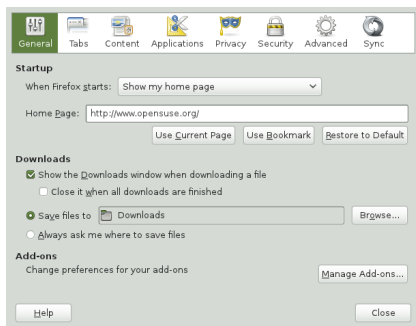 General Tabs Content Applications Privacy Security Advanced Sync
Startup
When Firefox starts: Show my home page
Home Page: http://www.opensuse.org/
Use Current Page Use Bookmark Restore to Default
Downloads
Show the Downloads window when downloading a file
Close it when all downloads are finished
Save files to Downloads Browse...
Always ask me where to save files
Add-ons
Change preferences for your add-ons
Manage Add-ons...
Help Close